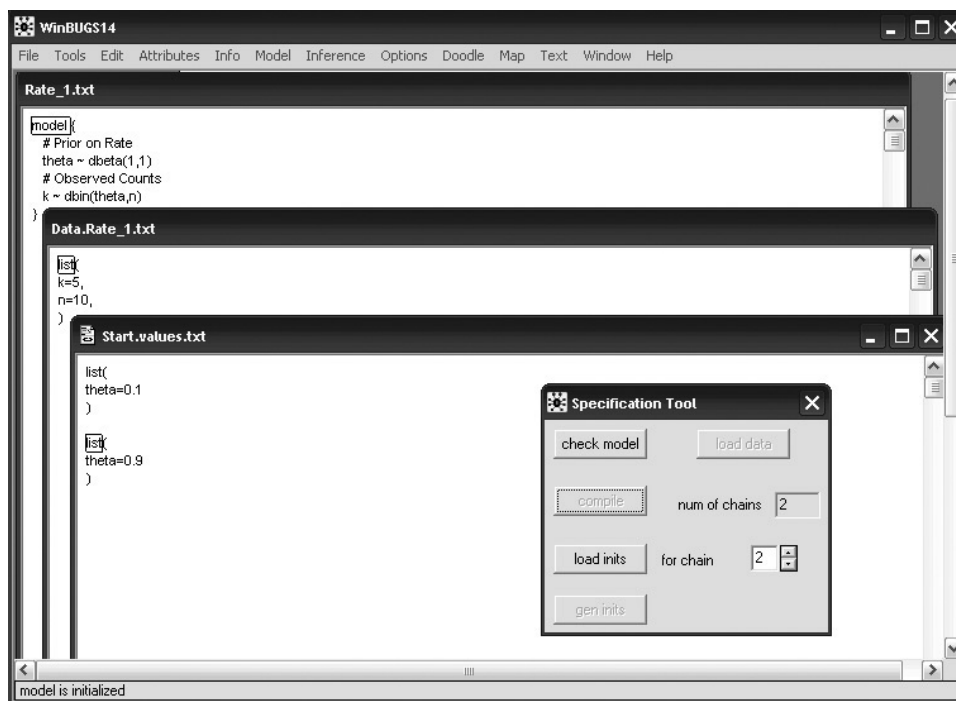 WinBUGS14
File Tools Edit Attributes Info Model Inference Options Doodle Map Text Window Help
Rate_1.txt
model{
# Prior on Rate
theta ~ dbeta(1,1)
# Observed Counts
k ~ dbin(theta,n)
}
Data.Rate_1.txt
list(
k=5,
n=10,
)
Start.values.txt
list(
theta=0.1
)
list(
theta=0.9
)
Specification Tool
check model load data
compile num of chains 2
load inits for chain 2
gen inits
model is initialized